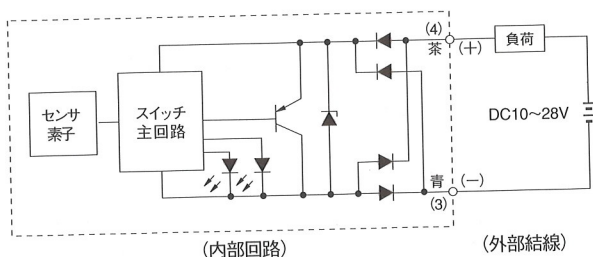 (4)
茶
(+)
負荷
センサ
素子
スイッチ
主回路
DC10~28V
青
(−)
(3)
(内部回路)
(外部結線)